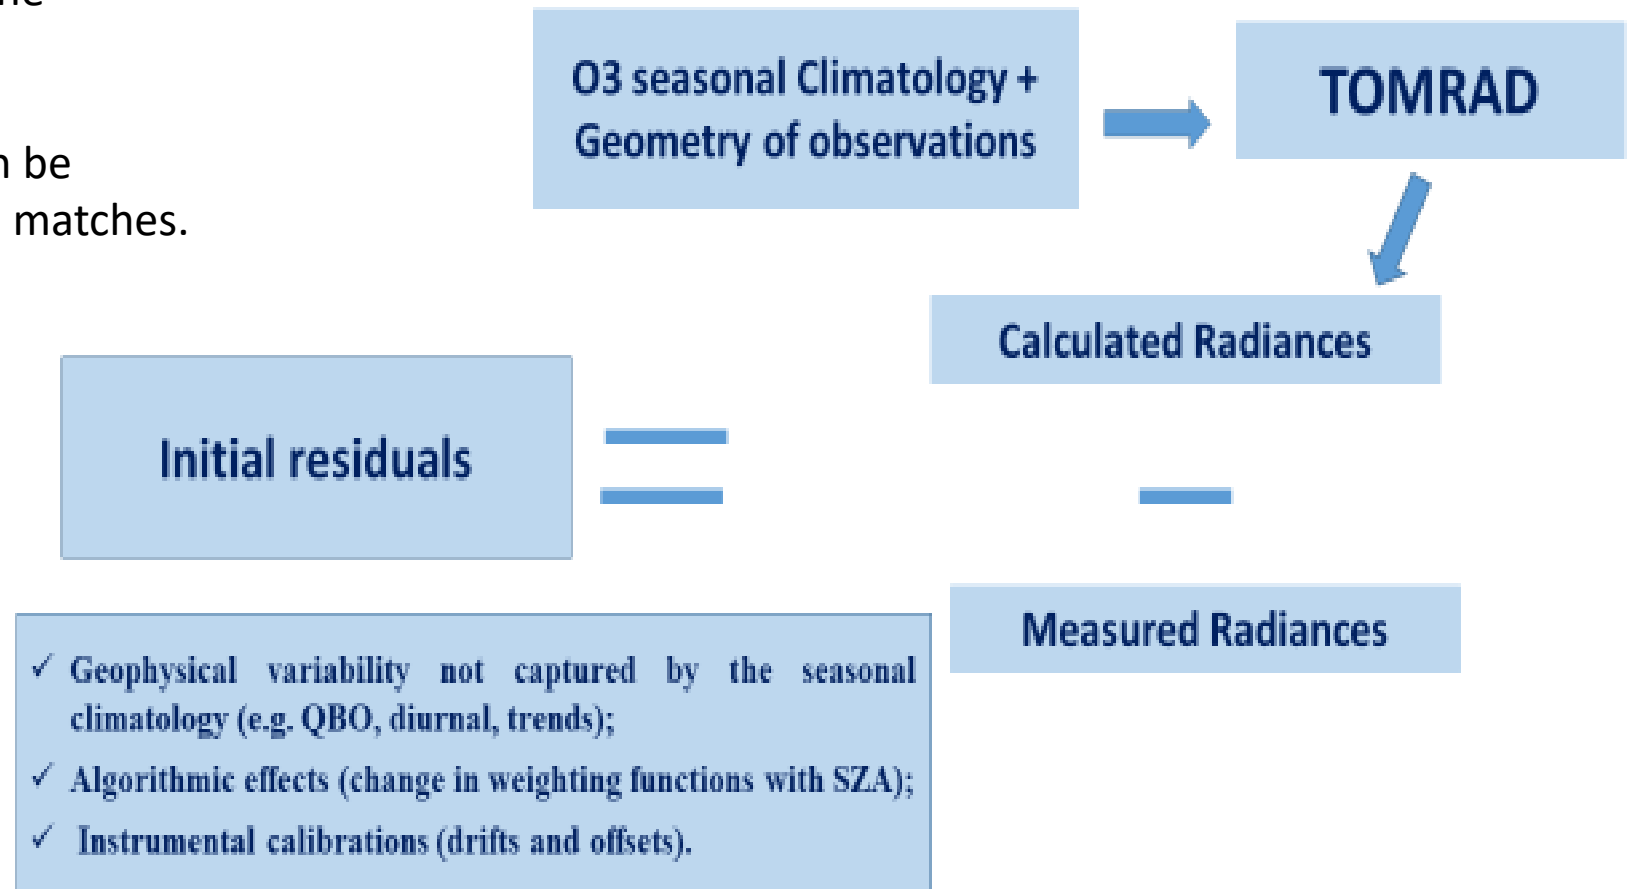 ne
n be
matches.
O3 seasonal Climatology +
Geometry of observations
TOMRAD
Calculated Radiances
Initial residuals
Measured Radiances
✓ Geophysical variability not captured by the seasonal
climatology (e.g. QBO, diurnal, trends);
✓ Algorithmic effects (change in weighting functions with SZA);
✓ Instrumental calibrations (drifts and offsets).